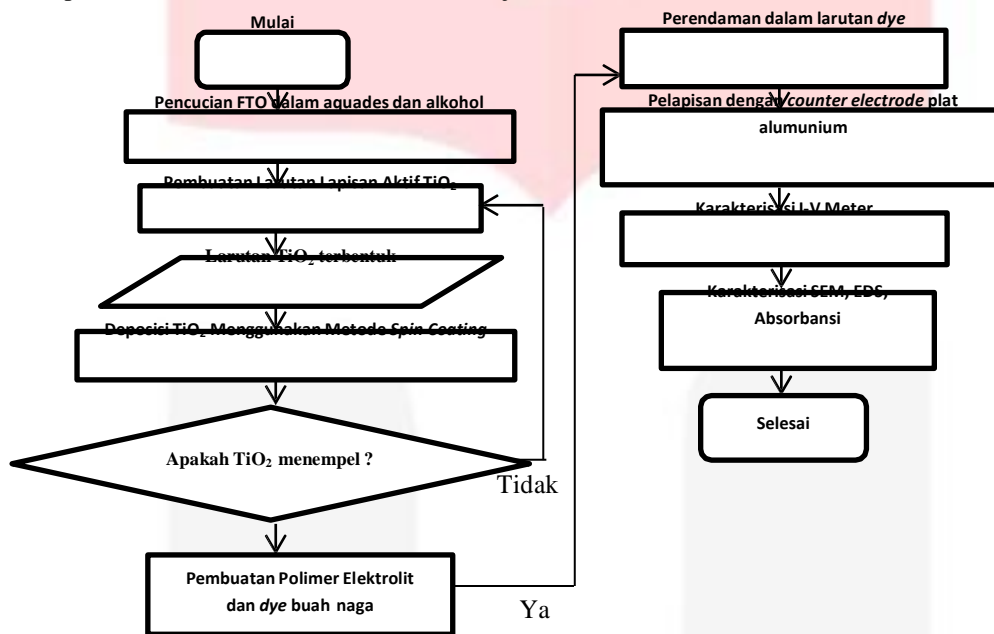 Mulai
Pencucian FTO dalam aquades dan alkohol
Pembuatan Larutan Lapisan Aktif TiO₂
Larutan TiO₂ terbentuk
Deposisi TiO₂ Menggunakan Metode Spin Coating
Apakah TiO₂ menempel ?
Tidak
Pembuatan Polimer Elektrolit
dan dye buah naga
Ya
Perendaman dalam larutan dye
Pelapisan dengan counter electrode plat
alumunium
Karakterisasi I-V Meter
Karakterisasi SEM, EDS,
Absorbansi
Selesai